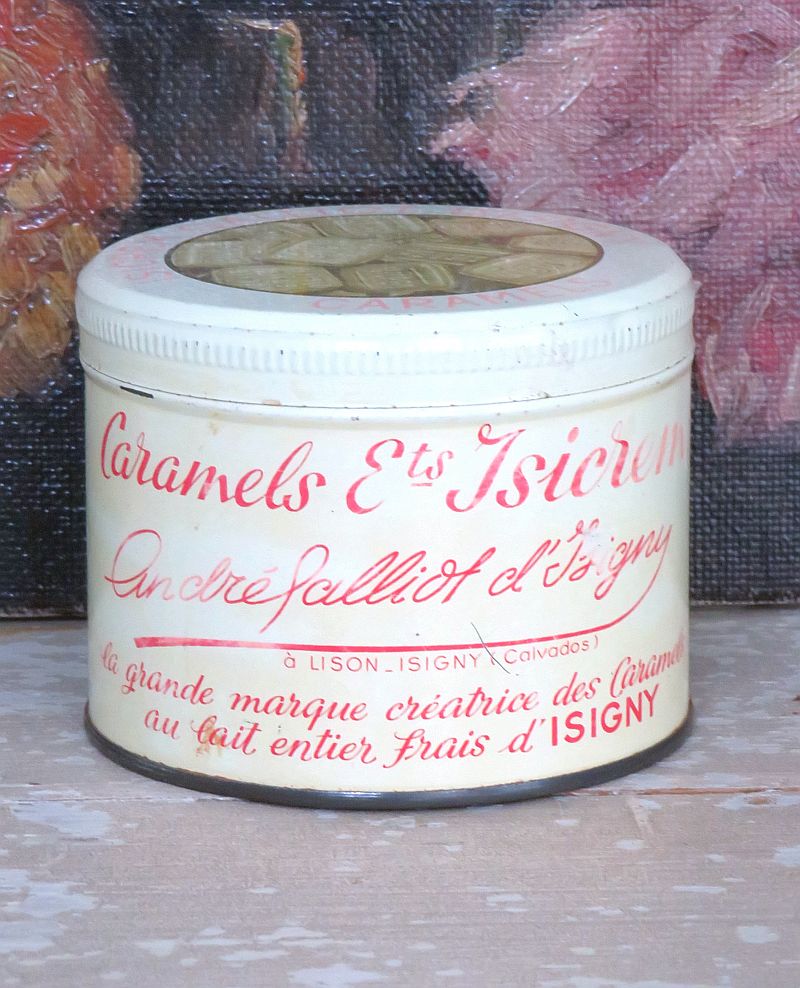 CARAMELS
Caramels Ets Isicrem
André Galliot d'Isigny
à LISON_ISIGNY (Calvados)
la grande marque créatrice des Caramels
au lait entier frais d'ISIGNY